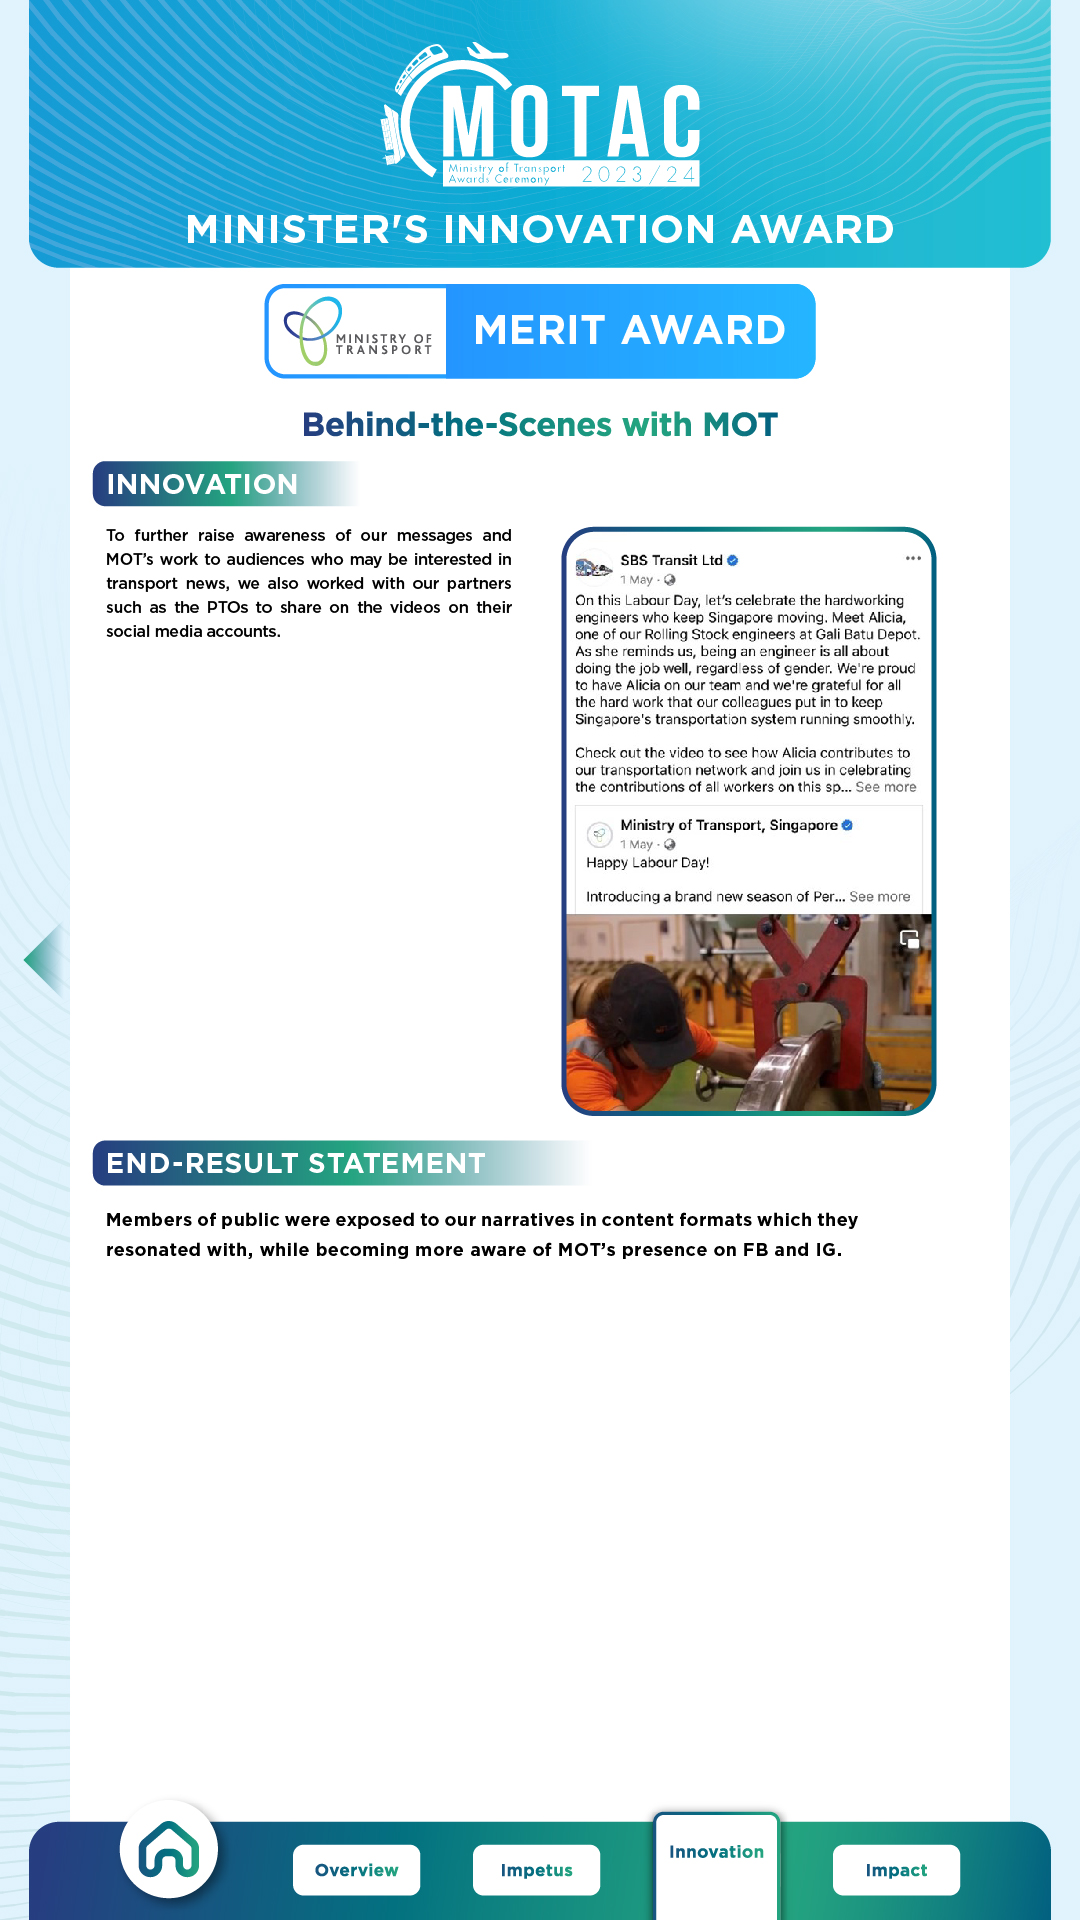 MOTAC
Ministry of Transport
Awards Ceremony
2023/24
MINISTER'S INNOVATION AWARD
MINISTRY OF
TRANSPORT
MERIT AWARD
Behind-the-Scenes with MOT
INNOVATION
To further raise awareness of our messages and
MOT's work to audiences who may be interested in
transport news, we also worked with our partners
such as the PTOs to share on the videos on their
social media accounts.
SBS Transit Ltd
1 May ·
On this Labour Day, let's celebrate the hardworking
engineers who keep Singapore moving. Meet Alicia,
one of our Rolling Stock engineers at Gali Batu Depot.
As she reminds us, being an engineer is all about
doing the job well, regardless of gender. We're proud
to have Alicia on our team and we're grateful for all
the hard work that our colleagues put in to keep
Singapore's transportation system running smoothly.
Check out the video to see how Alicia contributes to
our transportation network and join us in celebrating
the contributions of all workers on this sp... See more
Ministry of Transport, Singapore
1 May ·
Happy Labour Day!
Introducing a brand new season of Per... See more
END-RESULT STATEMENT
Members of public were exposed to our narratives in content formats which they
resonated with, while becoming more aware of MOT's presence on FB and IG.
Overview
Impetus
Innovation
Impact